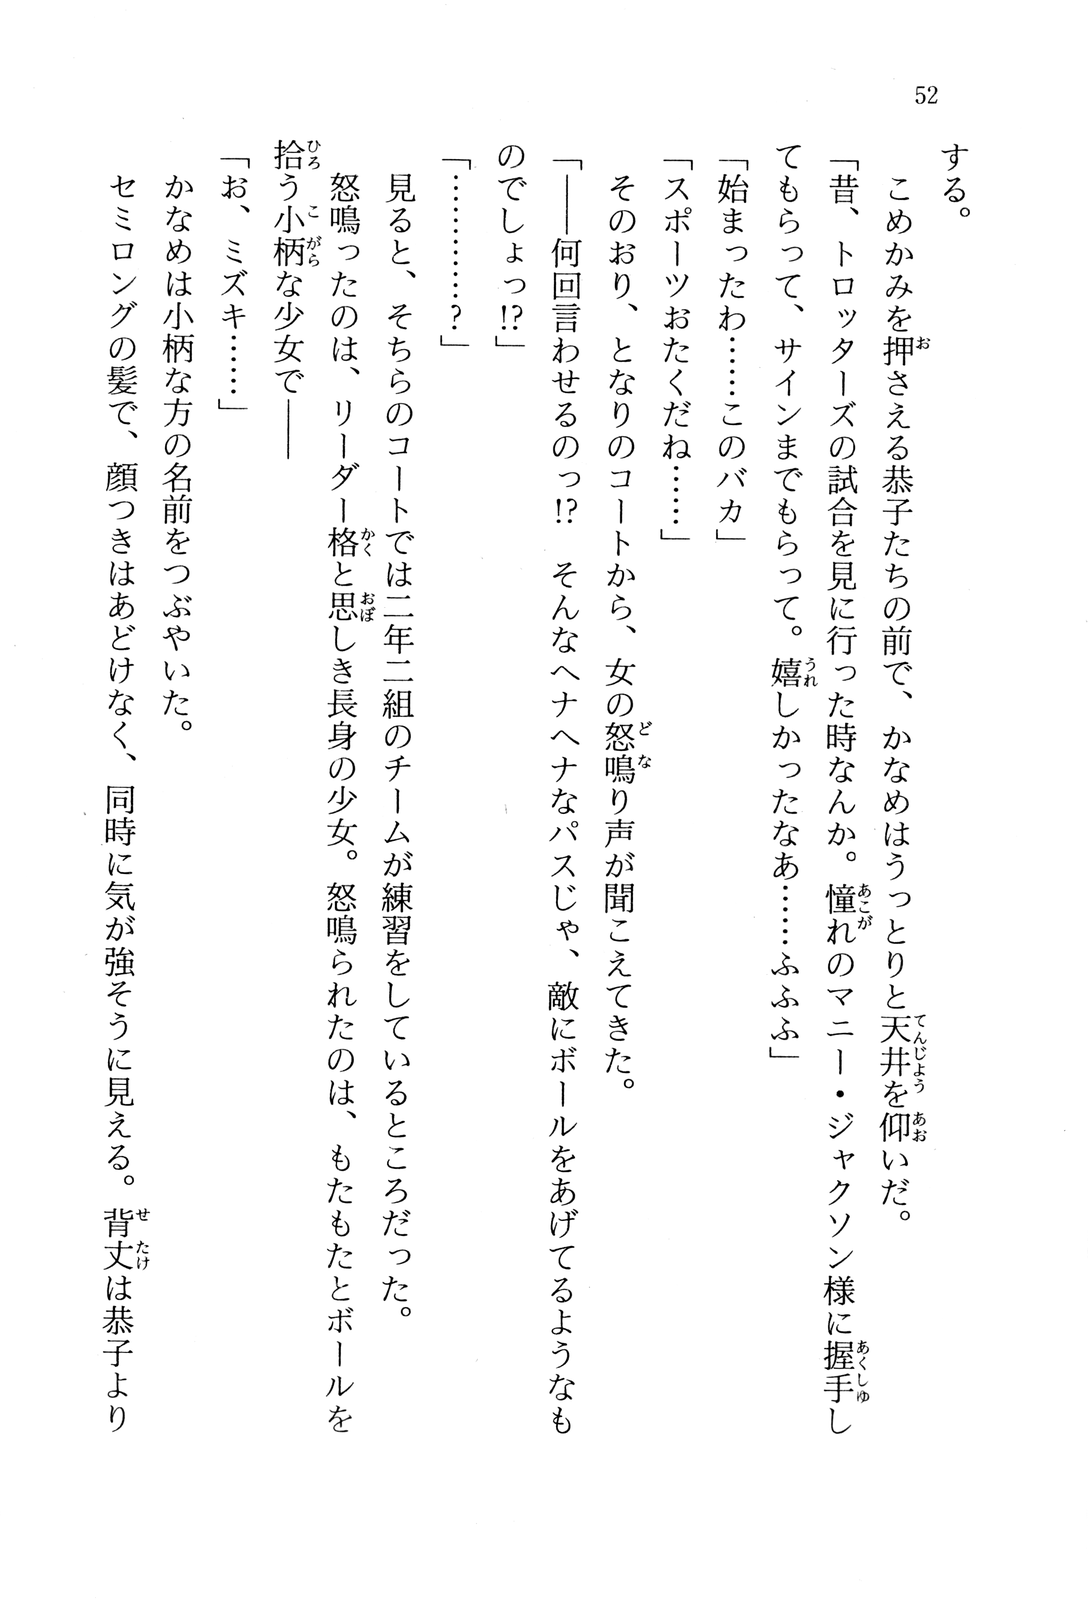 52
する。
こめかみを押さえる恭子たちの前で、かなめはうっとりと天井を仰いだ。
「昔、トロッターズの試合を見に行った時なんか。憧れのマニー・ジャクソン様に握手し
てもらって、サインまでもらって。嬉しかったなあ……ふふふ」
「始まったわ……このバカ」
「スポーツおたくだね……」
そのおり、となりのコートから、女の怒鳴り声が聞こえてきた。
「――何回言わせるのっ!?　そんなヘナヘナなパスじゃ、敵にボールをあげてるようなも
のでしょっ!?」
「…………?」
見ると、そちらのコートでは二年二組のチームが練習をしているところだった。
怒鳴ったのは、リーダー格と思しき長身の少女。怒鳴られたのは、もたもたとボールを
拾う小柄な少女で――
「お、ミズキ……」
かなめは小柄な方の名前をつぶやいた。
セミロングの髪で、顔つきはあどけなく、同時に気が強そうに見える。背丈は恭子より